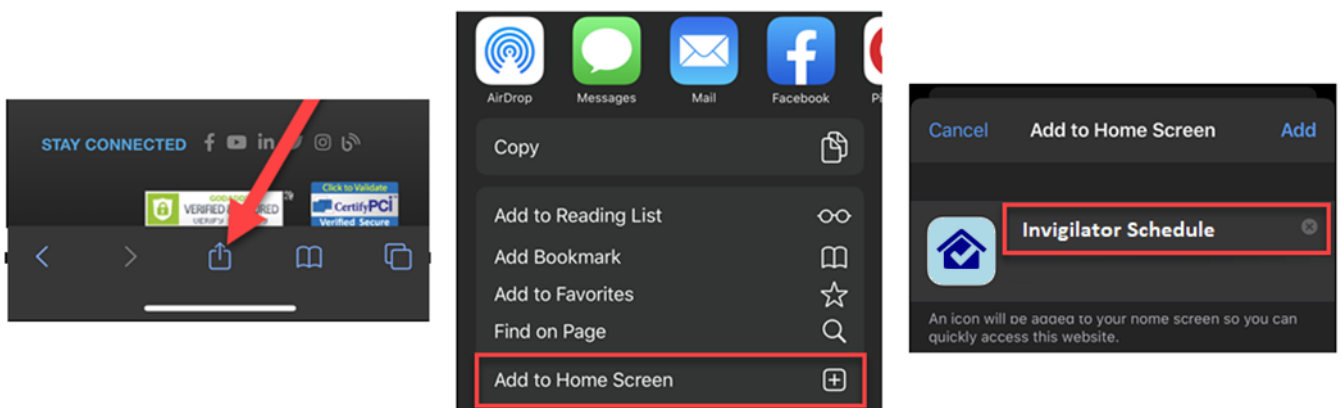 STAY CONNECTED
VERIFIED
Click to Validate
CertifyPCI
Verified Secure
AirDrop
Messages
Mail
Facebook
Copy
Add to Reading List
Add Bookmark
Add to Favorites
Find on Page
Add to Home Screen
Cancel
Add to Home Screen
Add
Invigilator Schedule
An icon will be added to your home screen so you can
quickly access this website.